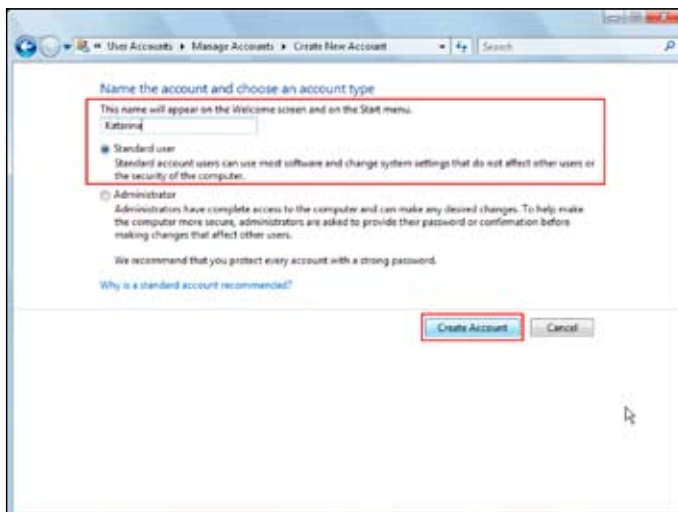 User Accounts ▸ Manage Accounts ▸ Create New Account
Search
Name the account and choose an account type
This name will appear on the Welcome screen and on the Start menu.
Katarina
Standard user
Standard account users can use most software and change system settings that do not affect other users or
the security of the computer.
Administrator
Administrators have complete access to the computer and can make any desired changes. To help make
the computer more secure, administrators are asked to provide their password or confirmation before
making changes that affect other users.
We recommend that you protect every account with a strong password.
Why is a standard account recommended?
Create Account
Cancel